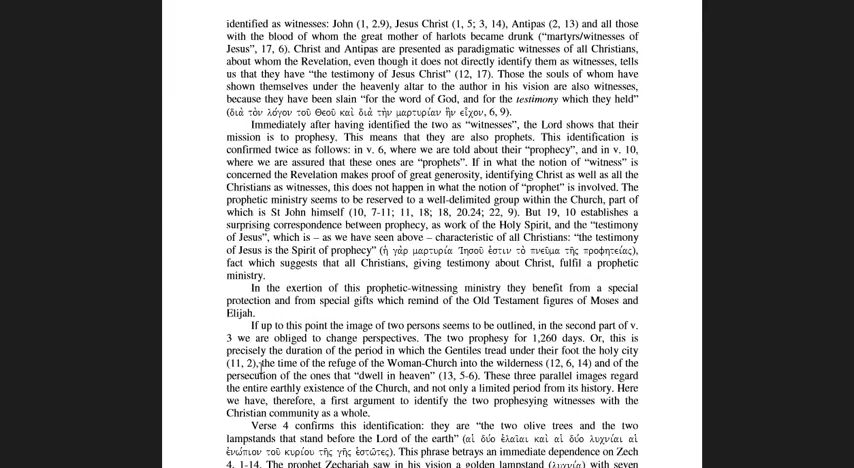 identified as witnesses: John (1, 2.9), Jesus Christ (1, 5; 3, 14), Antipas (2, 13) and all those
with the blood of whom the great mother of harlots became drunk (“martyrs/witnesses of
Jesus”, 17, 6). Christ and Antipas are presented as paradigmatic witnesses of all Christians,
about whom the Revelation, even though it does not directly identify them as witnesses, tells
us that they have “the testimony of Jesus Christ” (12, 17). Those the souls of whom have
shown themselves under the heavenly altar to the author in his vision are also witnesses,
because they have been slain “for the word of God, and for the testimony which they held”
(διὰ τὸν λόγον τοῦ Θεοῦ καὶ διὰ τὴν μαρτυρίαν ἣν εἶχον, 6, 9).
Immediately after having identified the two as “witnesses”, the Lord shows that their
mission is to prophesy. This means that they are also prophets. This identification is
confirmed twice as follows: in v. 6, where we are told about their “prophecy”, and in v. 10,
where we are assured that these ones are “prophets”. If in what the notion of “witness” is
concerned the Revelation makes proof of great generosity, identifying Christ as well as all the
Christians as witnesses, this does not happen in what the notion of “prophet” is involved. The
prophetic ministry seems to be reserved to a well-delimited group within the Church, part of
which is St John himself (10, 7-11; 11, 18; 18, 20.24; 22, 9). But 19, 10 establishes a
surprising correspondence between prophecy, as work of the Holy Spirit, and the “testimony
of Jesus”, which is – as we have seen above – characteristic of all Christians: “the testimony
of Jesus is the Spirit of prophecy” (ἡ γὰρ μαρτυρία Ἰησοῦ ἐστιν τὸ πνεῦμα τῆς προφητείας),
fact which suggests that all Christians, giving testimony about Christ, fulfil a prophetic
ministry.
In the exertion of this prophetic-witnessing ministry they benefit from a special
protection and from special gifts which remind of the Old Testament figures of Moses and
Elijah.
If up to this point the image of two persons seems to be outlined, in the second part of v.
3 we are obliged to change perspectives. The two prophesy for 1,260 days. Or, this is
precisely the duration of the period in which the Gentiles tread under their foot the holy city
(11, 2), the time of the refuge of the Woman-Church into the wilderness (12, 6, 14) and of the
persecution of the ones that “dwell in heaven” (13, 5-6). These three parallel images regard
the entire earthly existence of the Church, and not only a limited period from its history. Here
we have, therefore, a first argument to identify the two prophesying witnesses with the
Christian community as a whole.
Verse 4 confirms this identification: they are “the two olive trees and the two
lampstands that stand before the Lord of the earth” (αἱ δύο ἐλαῖαι καὶ αἱ δύο λυχνίαι αἱ
ἐνώπιον τοῦ κυρίου τῆς γῆς ἑστῶτες). This phrase betrays an immediate dependence on Zech
4, 1-14. The prophet Zechariah saw in his vision a golden lampstand (λυχνία) with seven